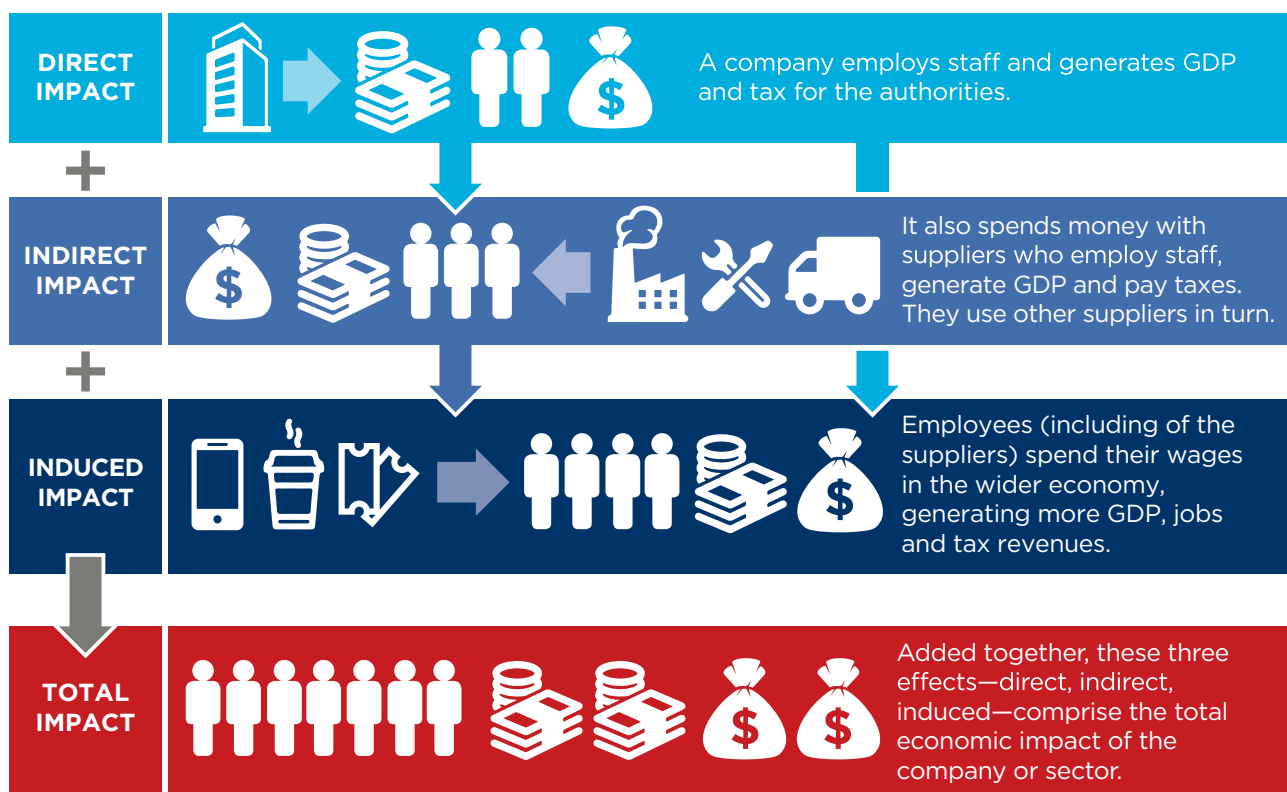 DIRECT
IMPACT
$
A company employs staff and generates GDP
and tax for the authorities.
+
INDIRECT
IMPACT
$
It also spends money with
suppliers who employ staff,
generate GDP and pay taxes.
They use other suppliers in turn.
+
INDUCED
IMPACT
$
Employees (including of the
suppliers) spend their wages
in the wider economy,
generating more GDP, jobs
and tax revenues.
TOTAL
IMPACT
$ $
Added together, these three
effects—direct, indirect,
induced—comprise the total
economic impact of the
company or sector.